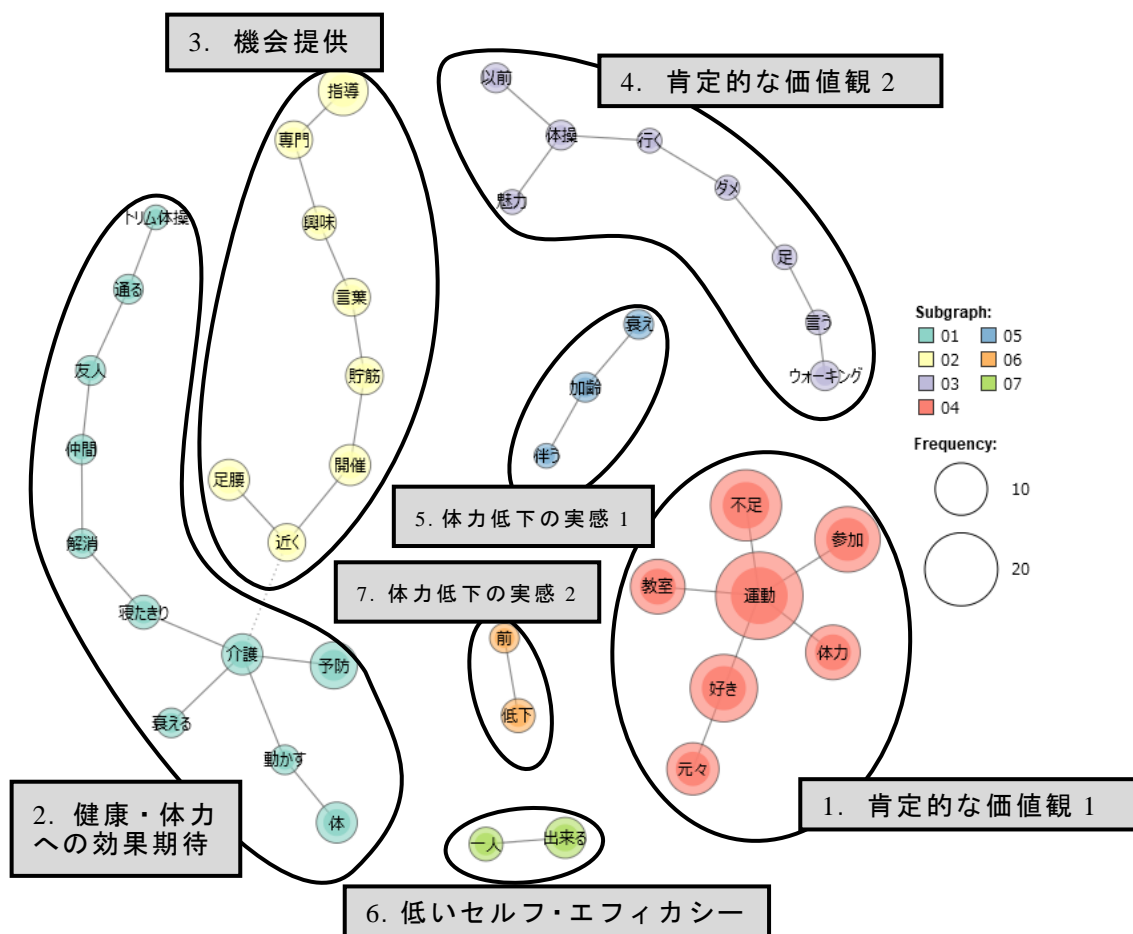 3. 機会提供
指導
専門
興味
言葉
貯筋
開催
足腰
近く
4. 肯定的な価値観 2
以前
体操
行く
魅力
ダメ
足
言う
ウォーキング
トリム体操
通る
友人
仲間
解消
寝たきり
介護
予防
衰える
動かす
体
2. 健康・体力
への効果期待
衰え
加齢
伴う
5. 体力低下の実感 1
7. 体力低下の実感 2
前
低下
一人
出来る
6. 低いセルフ・エフィカシー
不足
参加
教室
運動
体力
好き
元々
1. 肯定的な価値観 1
Subgraph:
01 05
02 06
03 07
04
Frequency:
10
20